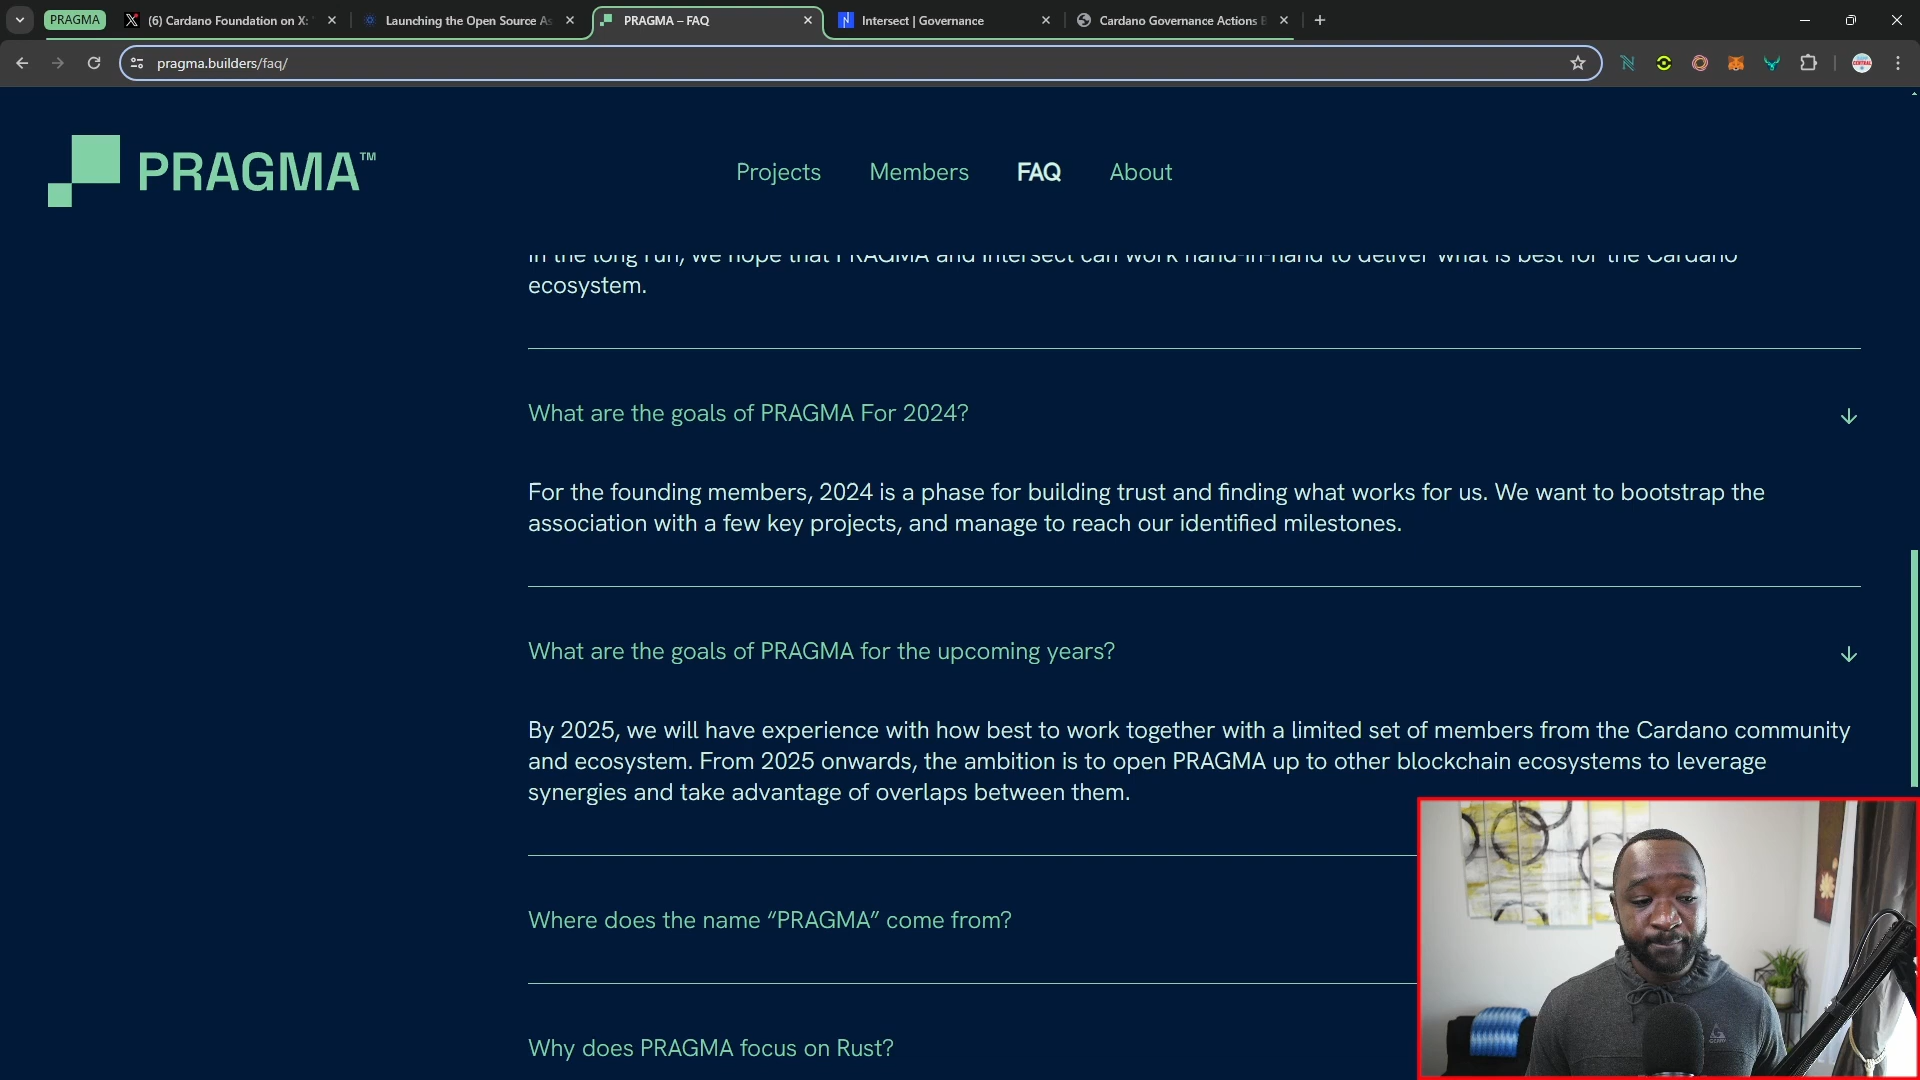 PRAGMA
(6) Cardano Foundation on X:
Launching the Open Source As
PRAGMA – FAQ
Intersect | Governance
Cardano Governance Actions E
pragma.builders/faq/
PRAGMA™
Projects
Members
FAQ
About
In the long run, we hope that PRAGMA and Intersect can work hand-in-hand to deliver what is best for the Cardano
ecosystem.
What are the goals of PRAGMA For 2024?
For the founding members, 2024 is a phase for building trust and finding what works for us. We want to bootstrap the
association with a few key projects, and manage to reach our identified milestones.
What are the goals of PRAGMA for the upcoming years?
By 2025, we will have experience with how best to work together with a limited set of members from the Cardano community
and ecosystem. From 2025 onwards, the ambition is to open PRAGMA up to other blockchain ecosystems to leverage
synergies and take advantage of overlaps between them.
Where does the name “PRAGMA” come from?
Why does PRAGMA focus on Rust?